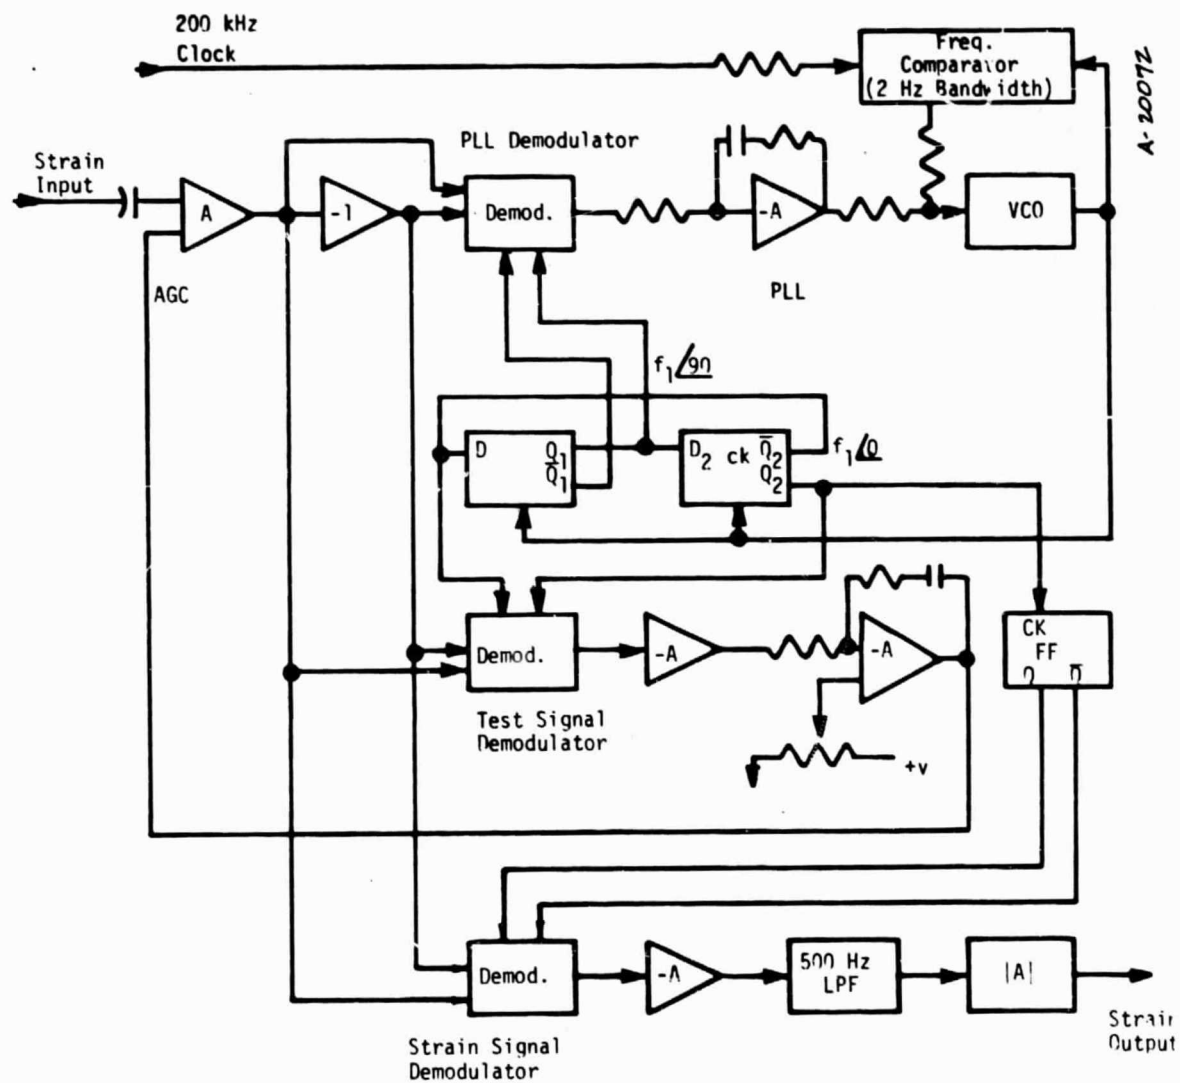 200 kHz
Clock
Freq.
Comparator
(2 Hz Bandwidth)
A-20072
PLL Demodulator
Strain
Input
A
-1
Demod.
-A
VCO
AGC
PLL
f1∠90
D
Q1
Q̅1
D2 ck Q̅2
Q2
f1∠0
Demod.
-A
-A
CK
FF
Q Q̅
Test Signal
Demodulator
+v
Demod.
-A
500 Hz
LPF
|A|
Strain
Output
Strain Signal
Demodulator